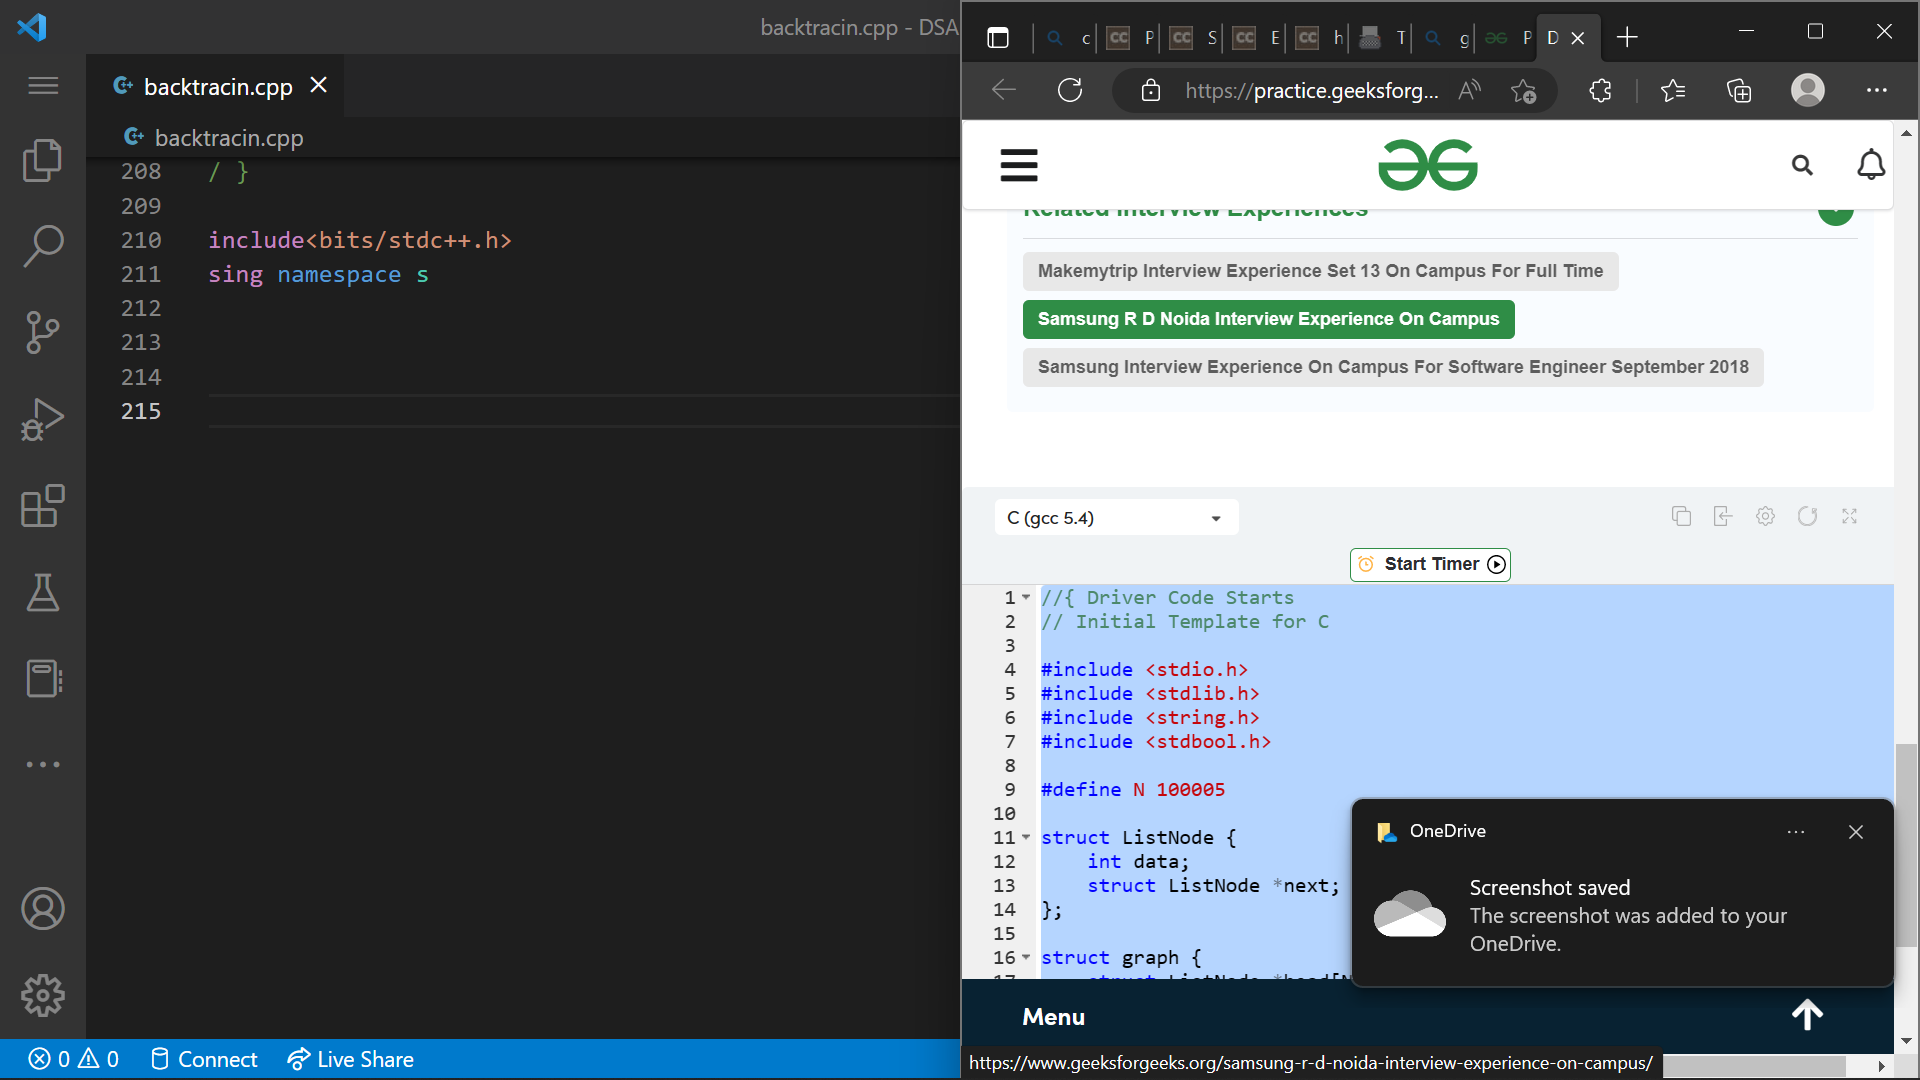 backtracin.cpp - DSA
backtracin.cpp
backtracin.cpp
208 / }
209
210 include<bits/stdc++.h>
211 sing namespace s
212
213
214
215
0 0 Connect Live Share
c P S E h T g P D
https://practice.geeksforg...
Related Interview Experiences
Makemytrip Interview Experience Set 13 On Campus For Full Time
Samsung R D Noida Interview Experience On Campus
Samsung Interview Experience On Campus For Software Engineer September 2018
C (gcc 5.4)
Start Timer
1 //{ Driver Code Starts
2 // Initial Template for C
3
4 #include <stdio.h>
5 #include <stdlib.h>
6 #include <string.h>
7 #include <stdbool.h>
8
9 #define N 100005
10
11 struct ListNode {
12 int data;
13 struct ListNode *next;
14 };
15
16 struct graph {
17 struct ListNode *head[N
OneDrive
Screenshot saved
The screenshot was added to your
OneDrive.
Menu
https://www.geeksforgeeks.org/samsung-r-d-noida-interview-experience-on-campus/